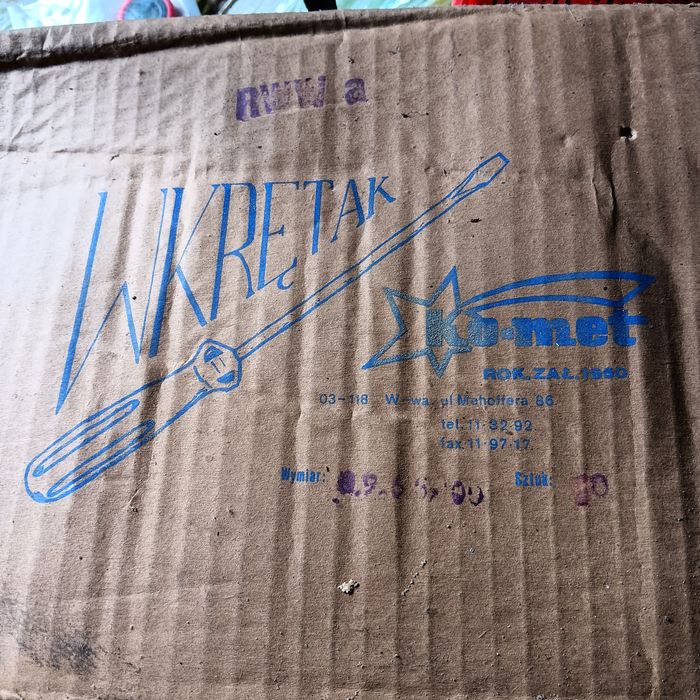 RWW a
WKRĘTAK
Ko-met
ROK.ZAŁ.1960
03-118 W-wa, ul Mehoffera 86
tel. 11-32-92
fax.11-97-17
Wymiar:
Sztuk: